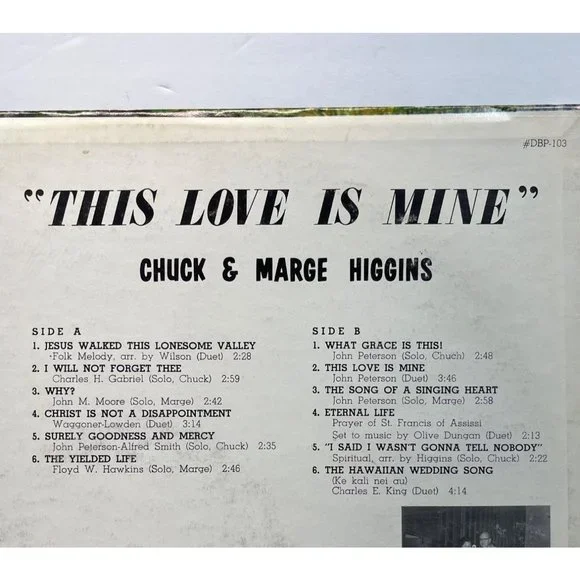 #DBP-103
"THIS LOVE IS MINE"
CHUCK & MARGE HIGGINS
SIDE A
1. JESUS WALKED THIS LONESOME VALLEY
-Folk Melody, arr. by Wilson (Duet) 2:28
2. I WILL NOT FORGET THEE
Charles H. Gabriel (Solo, Chuck) 2:59
3. WHY?
John M. Moore (Solo, Marge) 2:42
4. CHRIST IS NOT A DISAPPOINTMENT
Waggoner-Lowden (Duet) 3:14
5. SURELY GOODNESS AND MERCY
John Peterson-Alfred Smith (Solo, Chuck) 2:35
6. THE YIELDED LIFE
Floyd W. Hawkins (Solo, Marge) 2:46
SIDE B
1. WHAT GRACE IS THIS!
John Peterson (Solo, Chuch) 2:48
2. THIS LOVE IS MINE
John Peterson (Duet) 3:46
3. THE SONG OF A SINGING HEART
John Peterson (Solo, Marge) 2:58
4. ETERNAL LIFE
Prayer of St. Francis of Assissi
Set to music by Olive Dungan (Duet) 2:13
5. "I SAID I WASN'T GONNA TELL NOBODY"
Spiritual, arr. by Higgins (Solo, Chuck) 2:22
6. THE HAWAIIAN WEDDING SONG
(Ke kali nei au)
Charles E. King (Duet) 4:14